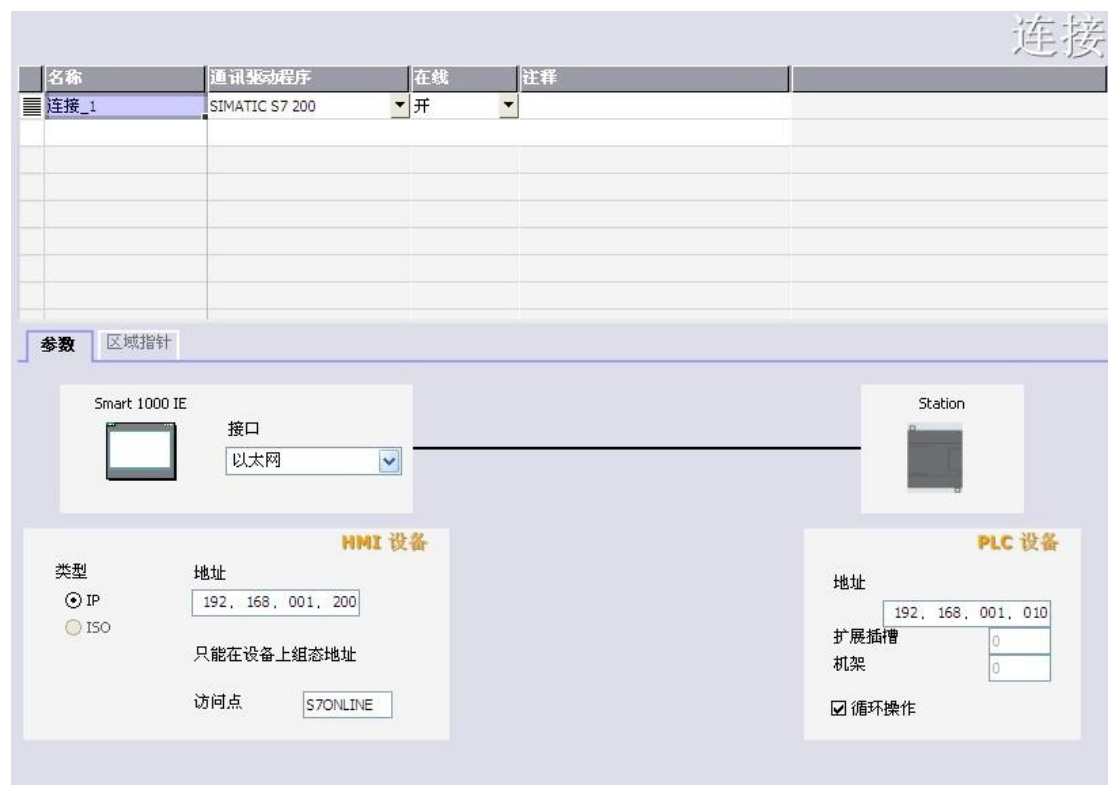 连接
名称 通讯驱动程序 在线 注释
连接_1 SIMATIC S7 200 开
参数 区域指针
Smart 1000 IE
接口
以太网
Station
HMI 设备
类型
IP
ISO
地址
192. 168. 001. 200
只能在设备上组态地址
访问点 S7ONLINE
PLC 设备
地址
192. 168. 001. 010
扩展插槽 0
机架 0
循环操作